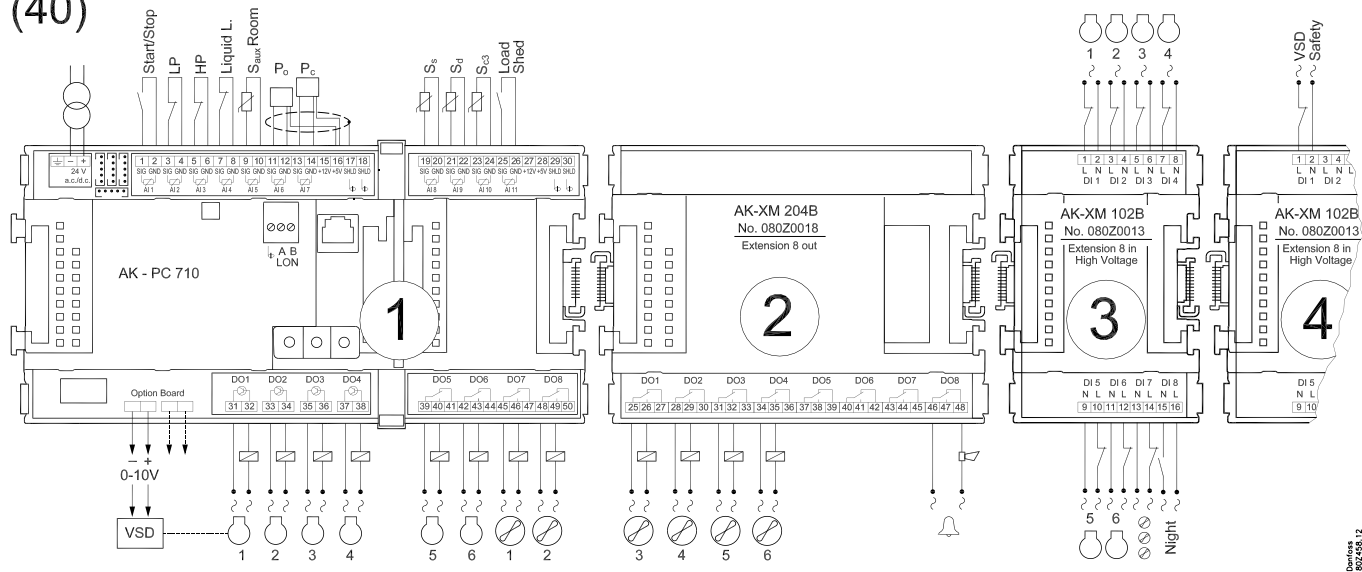 (40)
Start/Stop
LP
HP
Liquid L.
Saux Room
Po
Pc
Ss
Sd
Sc3
Load
Shed
1 2 3 4
VSD
Safety
– +
24 V
a.c./d.c.
1 2 3 4 5 6 7 8 9 10 11 12 13 14 15 16 17 18
SIG GND SIG GND SIG GND SIG GND SIG GND SIG GND SIG GND +12V +5V SHLD SHLD
AI 1 AI 2 AI 3 AI 4 AI 5 AI 6 AI 7
19 20 21 22 23 24 25 26 27 28 29 30
SIG GND SIG GND SIG GND SIG GND +12V +5V SHLD SHLD
AI 8 AI 9 AI 10 AI 11
1 2 3 4 5 6 7 8
L N L N L N L N
DI 1 DI 2 DI 3 DI 4
1 2 3 4
L N L N
DI 1 DI 2
A B
LON
AK - PC 710
1
AK-XM 204B
No. 080Z0018
Extension 8 out
2
AK-XM 102B
No. 080Z0013
Extension 8 in
High Voltage
3
AK-XM 102B
No. 080Z0013
Extension 8 in
High Voltage
4
Option Board
DO1 DO2 DO3 DO4
31 32 33 34 35 36 37 38
DO5 DO6 DO7 DO8
39 40 41 42 43 44 45 46 47 48 49 50
DO1 DO2 DO3 DO4 DO5 DO6 DO7 DO8
25 26 27 28 29 30 31 32 33 34 35 36 37 38 39 40 41 42 43 44 45 46 47 48
DI 5 DI 6 DI 7 DI 8
N L N L N L L N
9 10 11 12 13 14 15 16
DI 5
N L
9 10
– +
0-10V
VSD
1 2 3 4 5 6 1 2
3 4 5 6
5 6
Night
Danfoss
80Z458.12